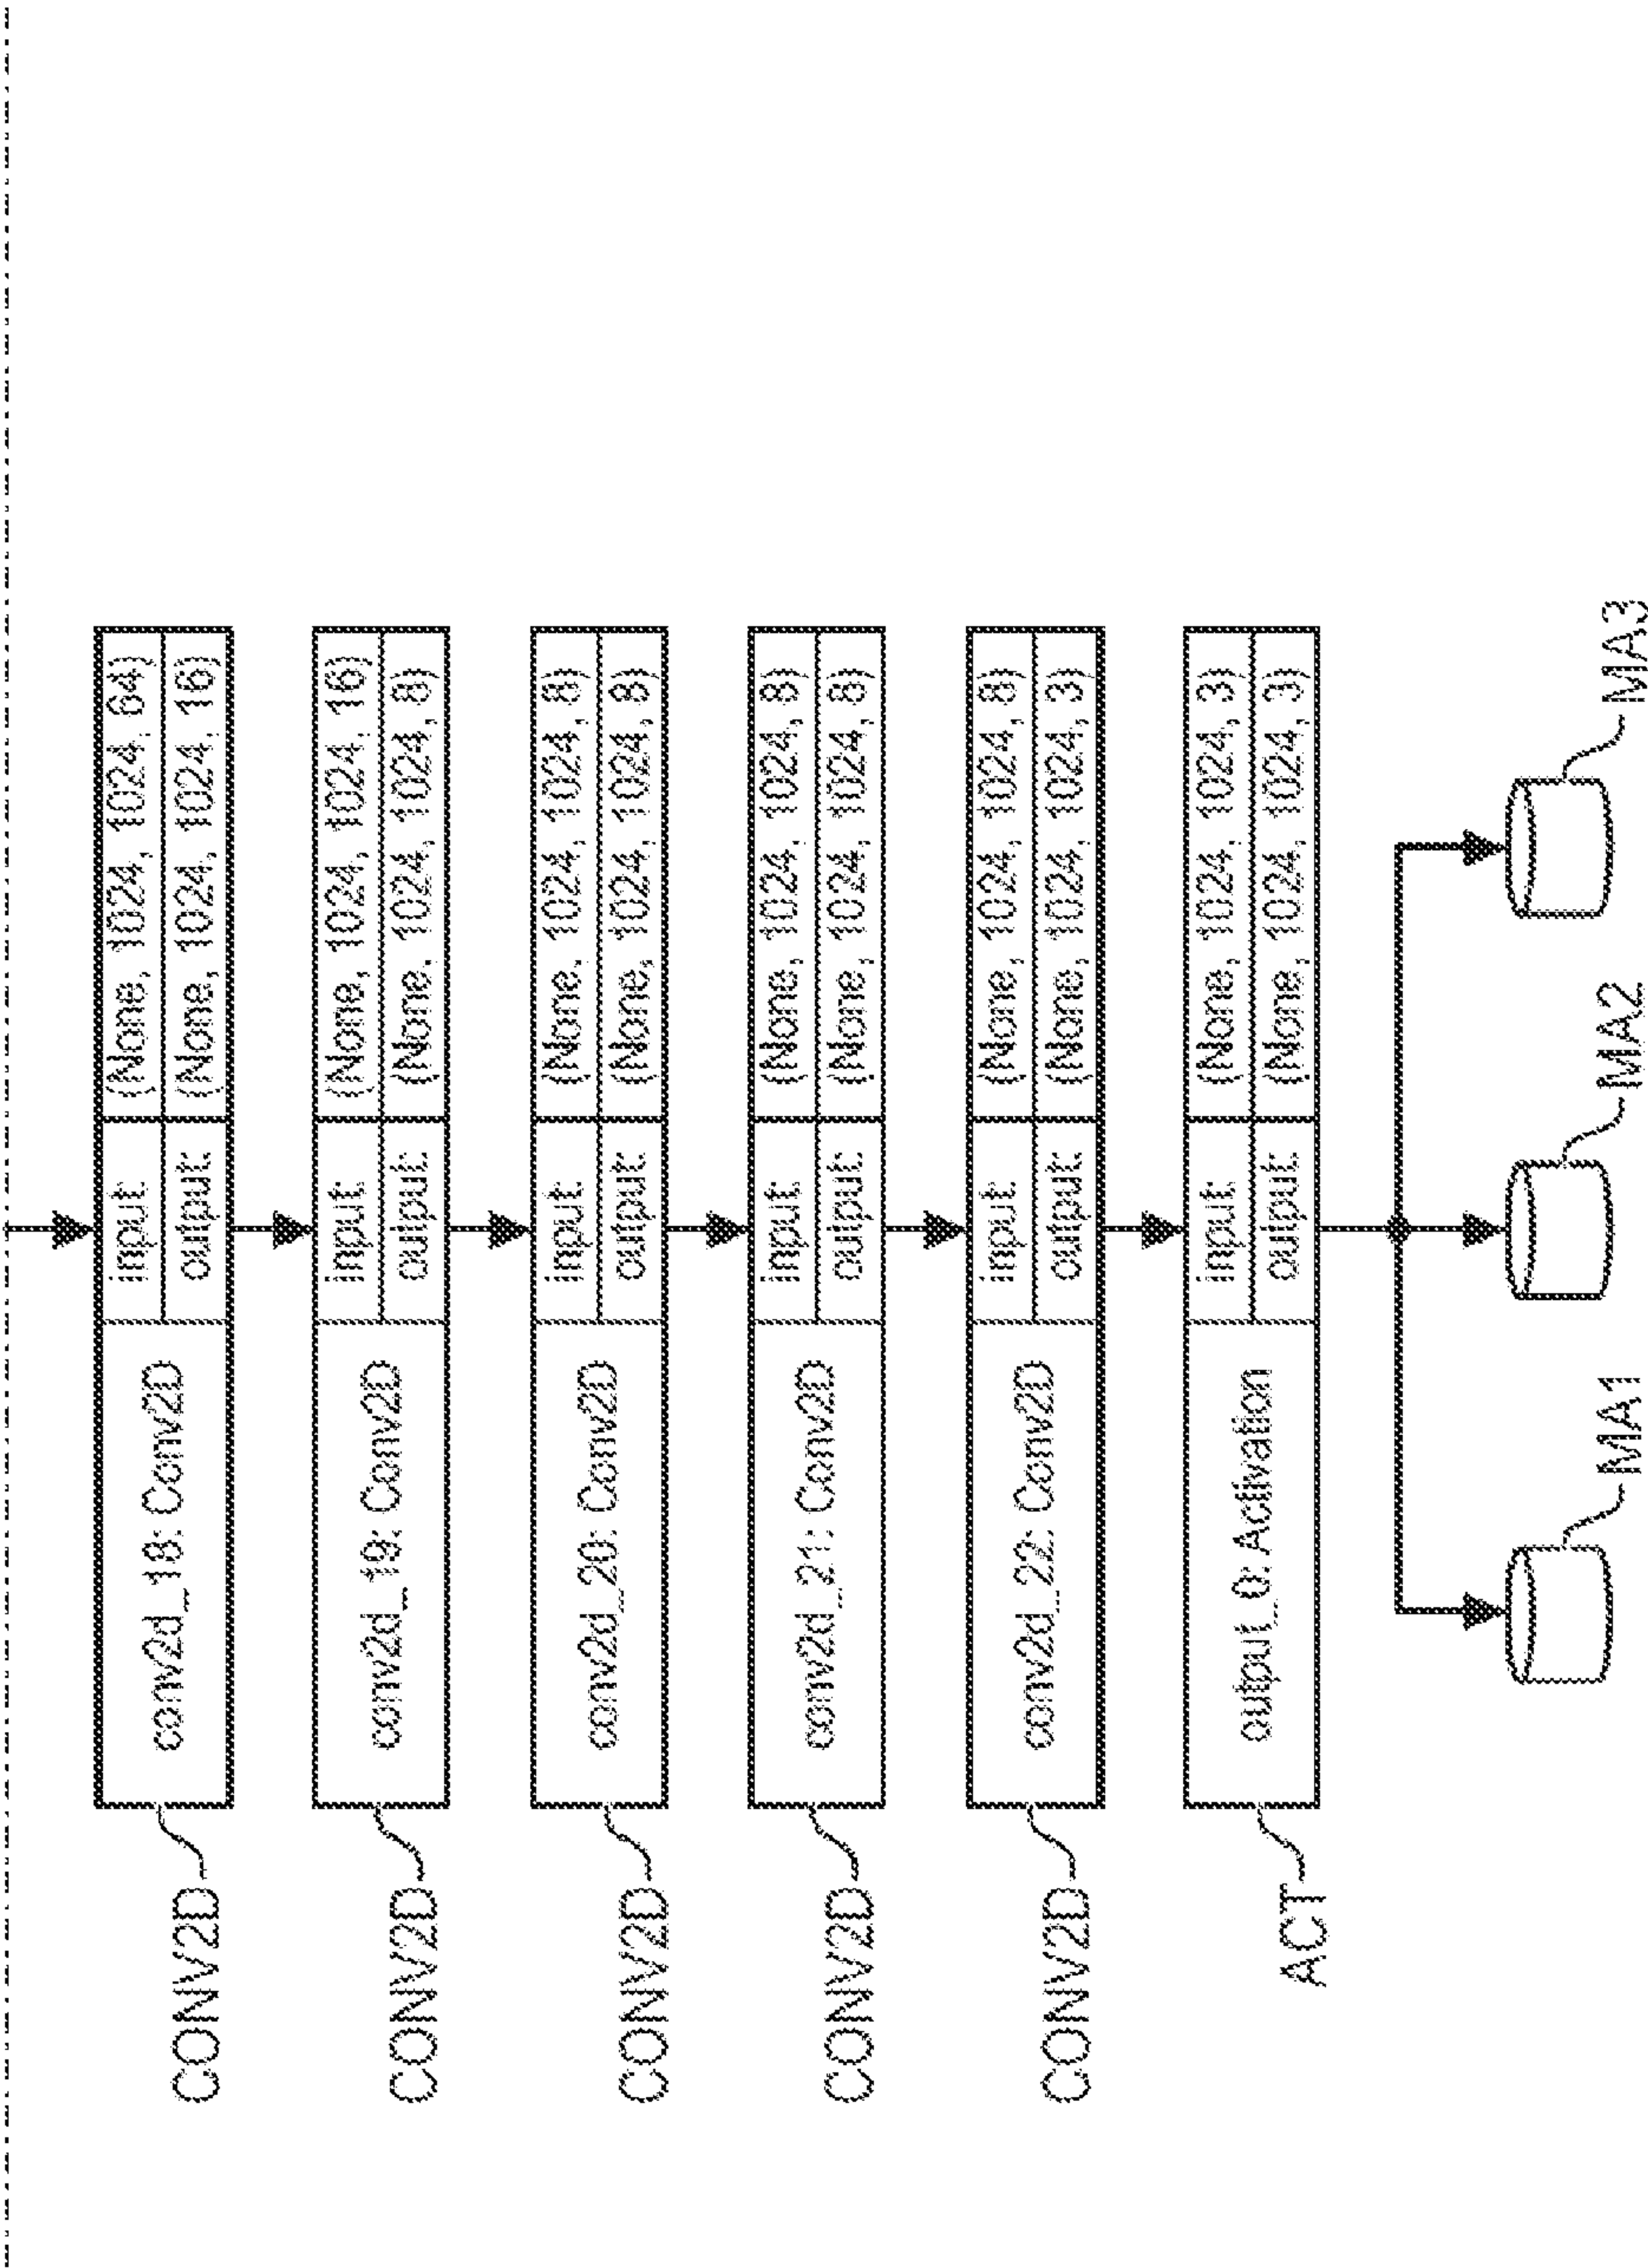 CONV2D
conv2d_18: Conv2D
input:
(None, 1024, 1024, 64)
output:
(None, 1024, 1024, 16)
CONV2D
conv2d_19: Conv2D
input:
(None, 1024, 1024, 16)
output:
(None, 1024, 1024, 8)
CONV2D
conv2d_20: Conv2D
input:
(None, 1024, 1024, 8)
output:
(None, 1024, 1024, 8)
CONV2D
conv2d_21: Conv2D
input:
(None, 1024, 1024, 8)
output:
(None, 1024, 1024, 8)
CONV2D
conv2d_22: Conv2D
input:
(None, 1024, 1024, 8)
output:
(None, 1024, 1024, 3)
ACT
output_0: Activation
input:
(None, 1024, 1024, 3)
output:
(None, 1024, 1024, 3)
MA1
MA2
MA3